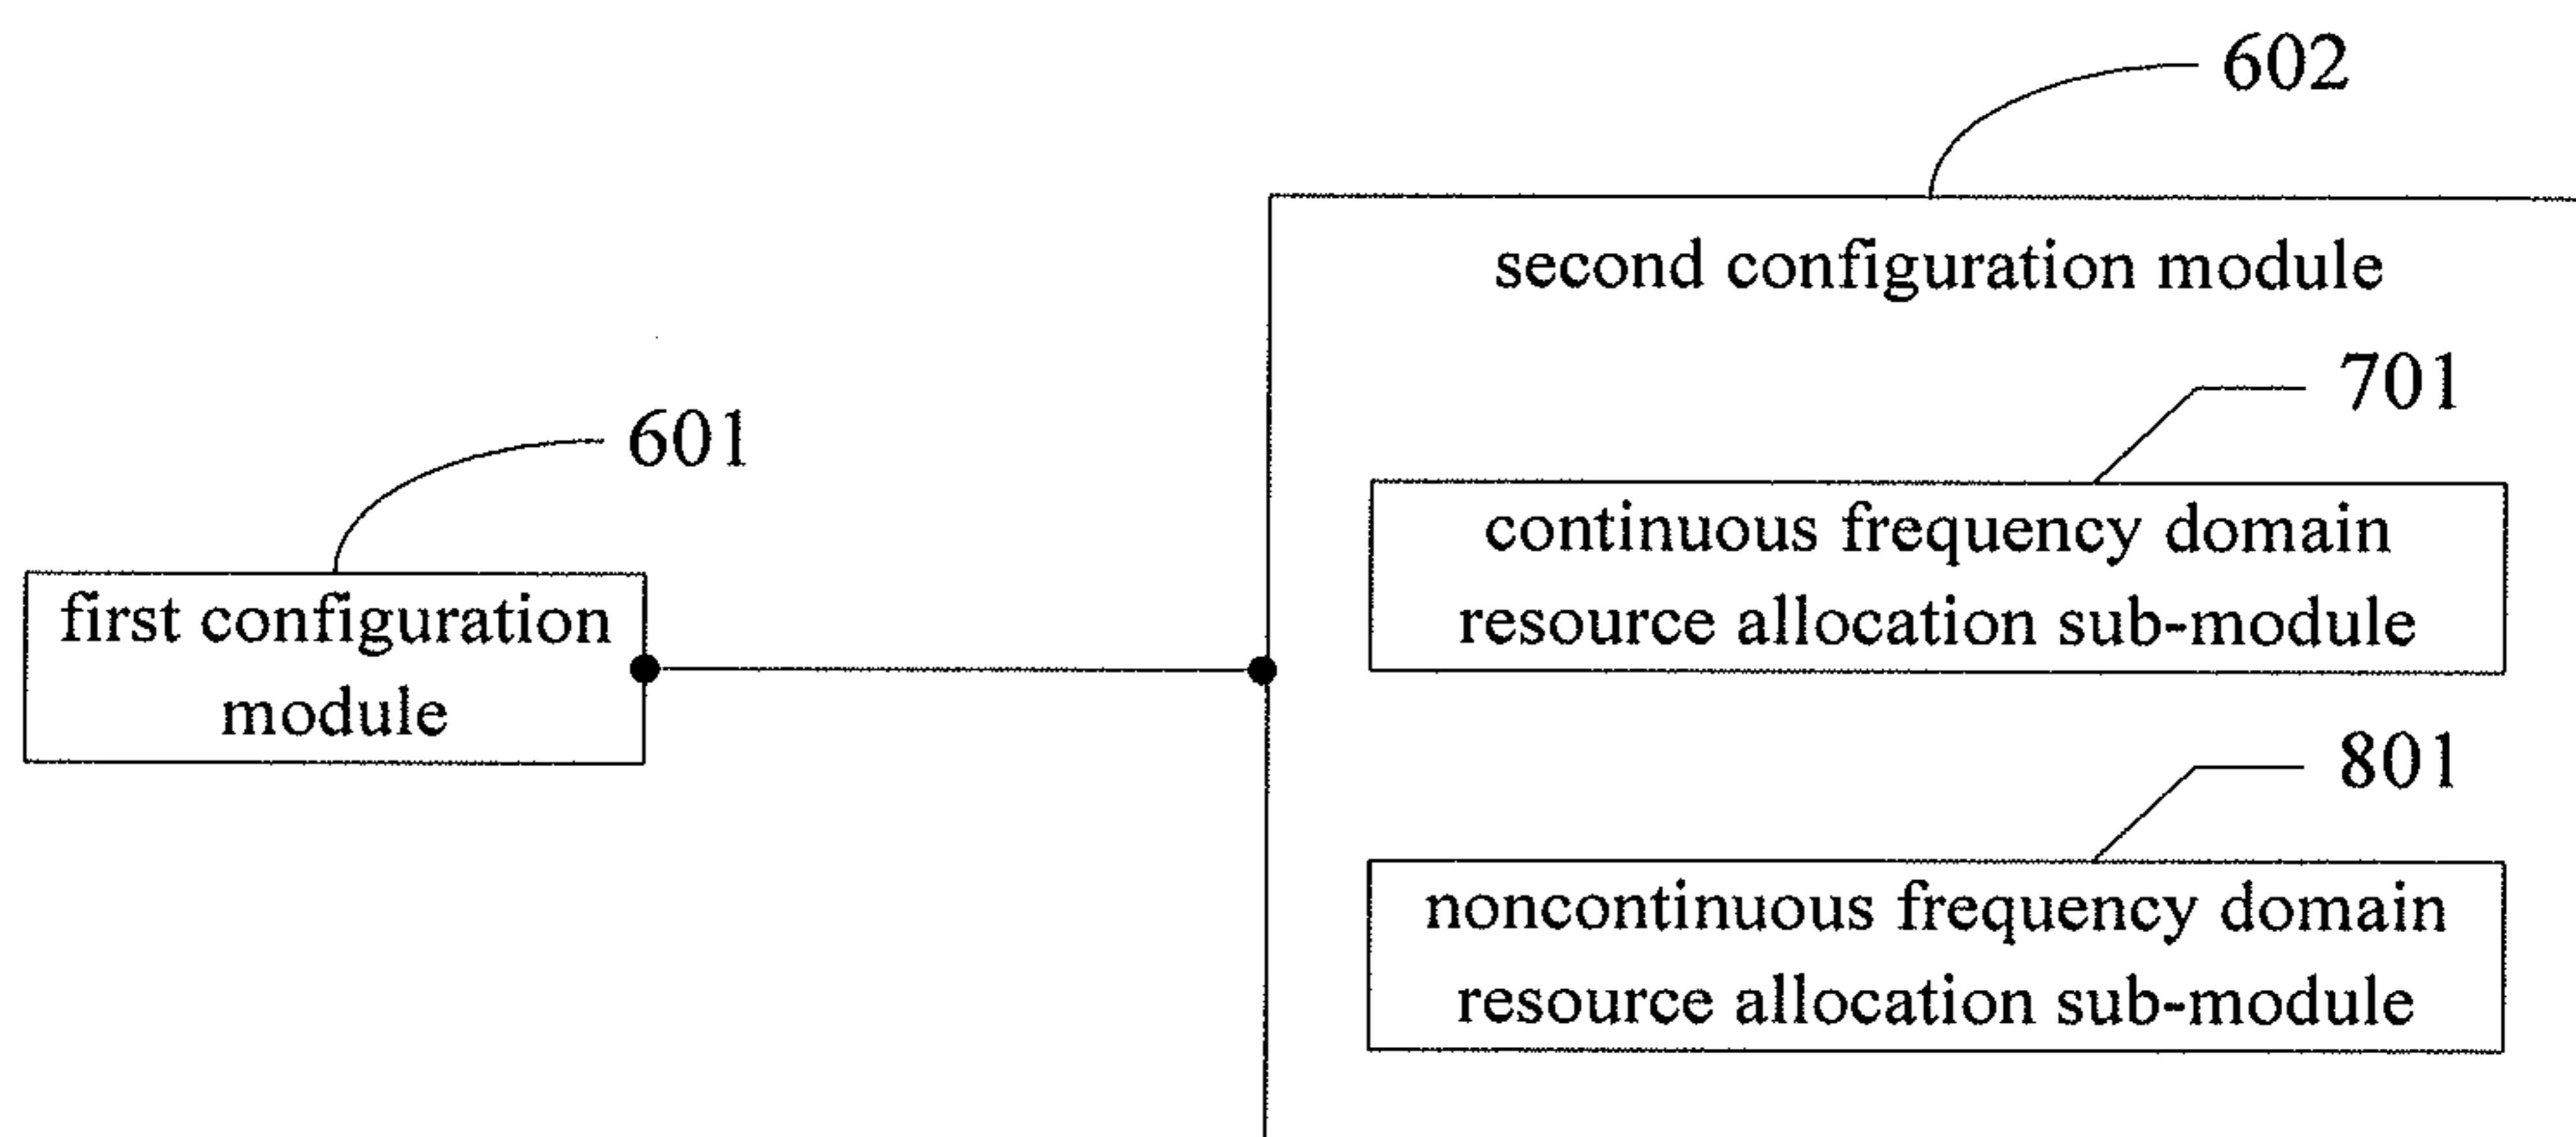 602
second configuration module
701
601
continuous frequency domain
resource allocation sub-module
first configuration
module
801
noncontinuous frequency domain
resource allocation sub-module